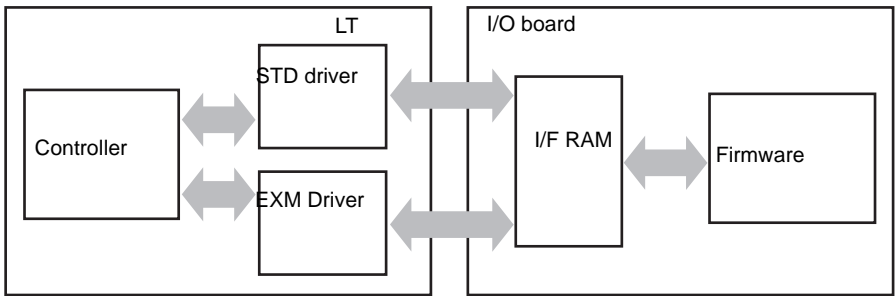 LT
I/O board
STD driver
Controller
I/F RAM
Firmware
EXM Driver